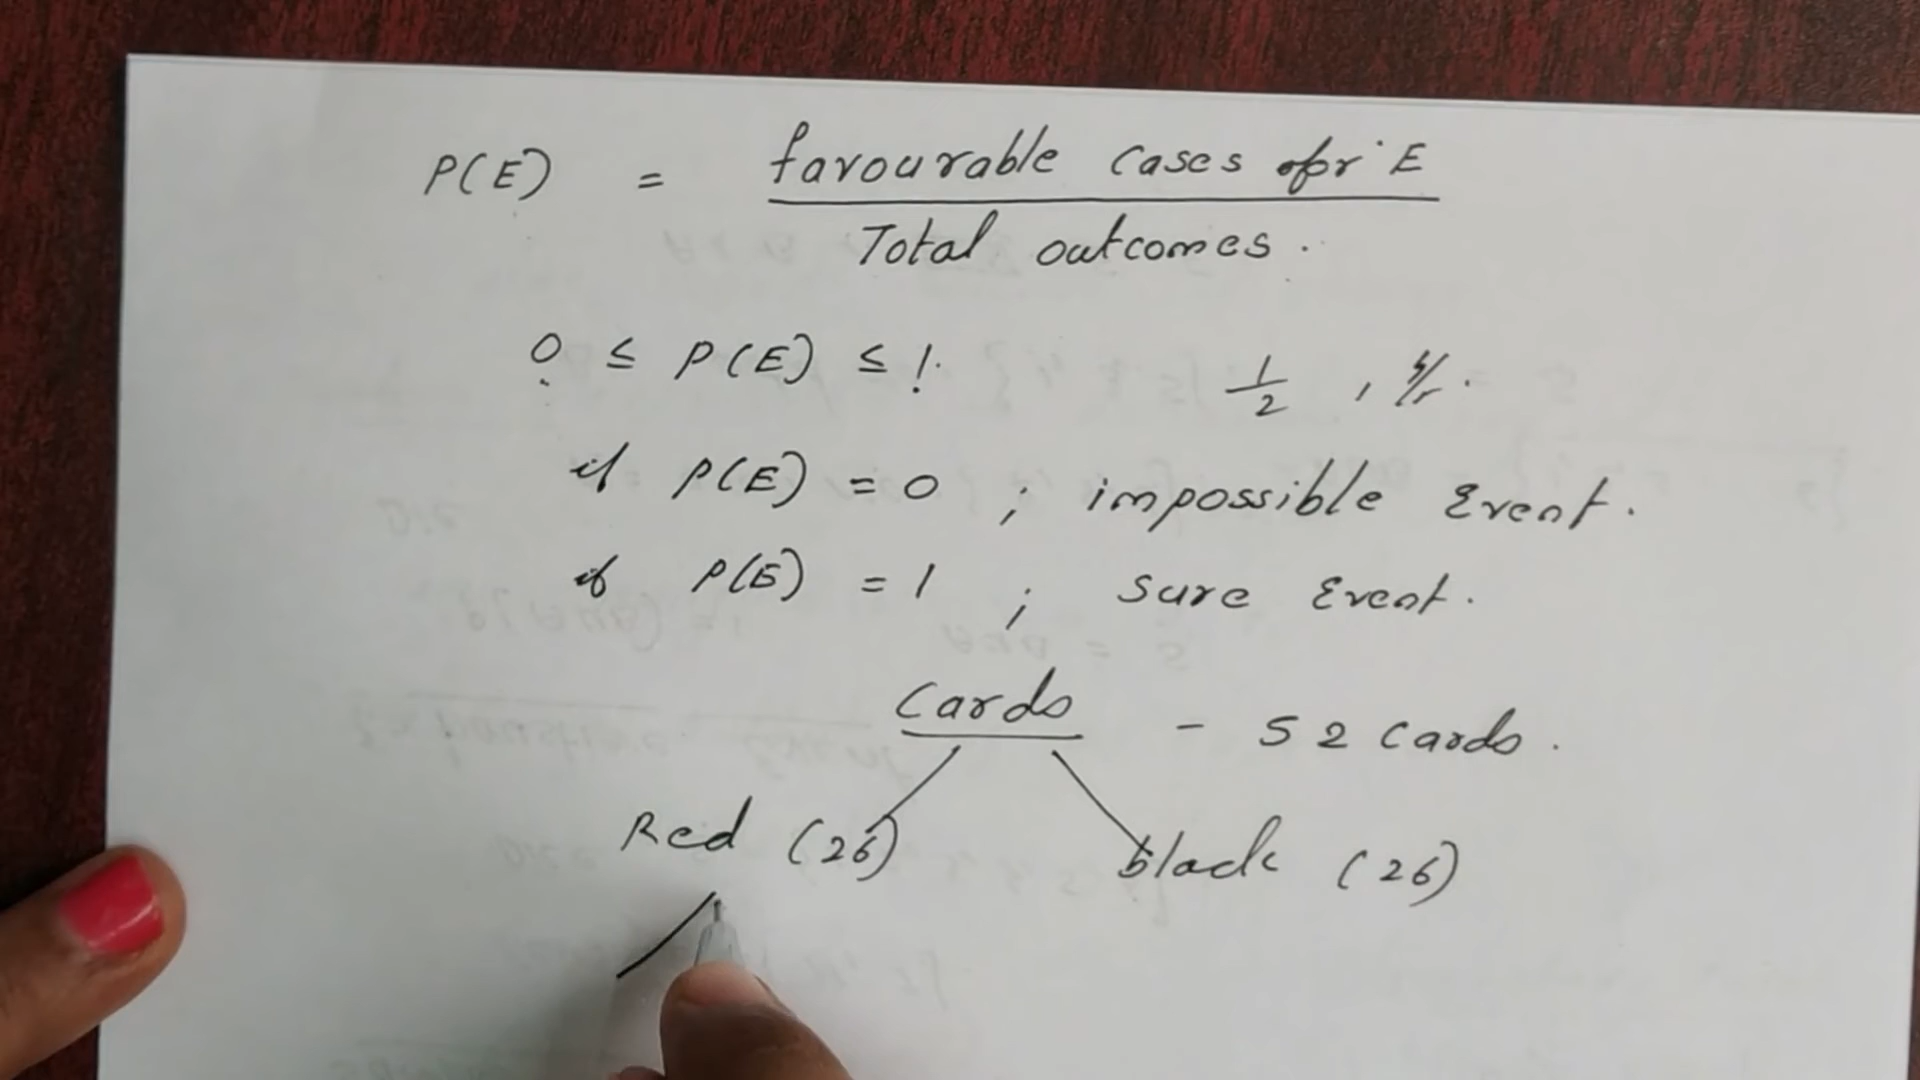 P(E) = favourable cases for E
Total outcomes.
0 ≤ P(E) ≤ 1.
1/2 ,
if P(E) = 0 ; impossible Event.
if P(E) = 1 ; Sure Event.
Cards - 52 Cards.
Red (26) black (26)